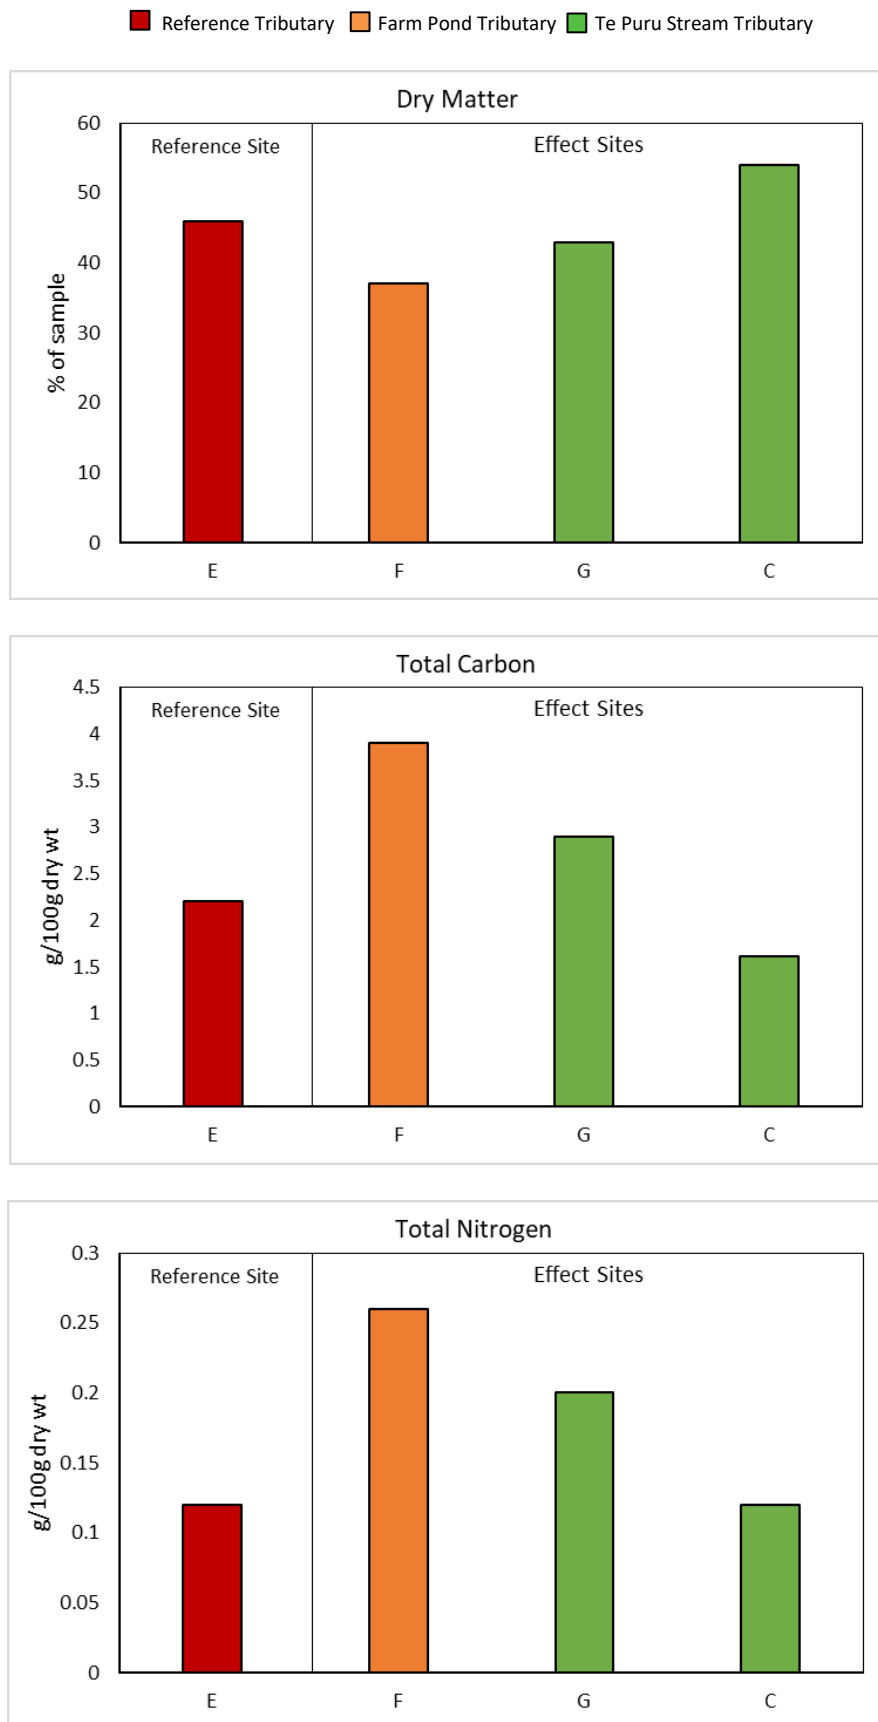 Reference Tributary Farm Pond Tributary Te Puru Stream Tributary
Dry Matter
Reference Site Effect Sites
% of sample
60
50
40
30
20
10
0
E F G C
Total Carbon
Reference Site Effect Sites
g/100g dry wt
4.5
4
3.5
3
2.5
2
1.5
1
0.5
0
E F G C
Total Nitrogen
Reference Site Effect Sites
g/100g dry wt
0.3
0.25
0.2
0.15
0.1
0.05
0
E F G C